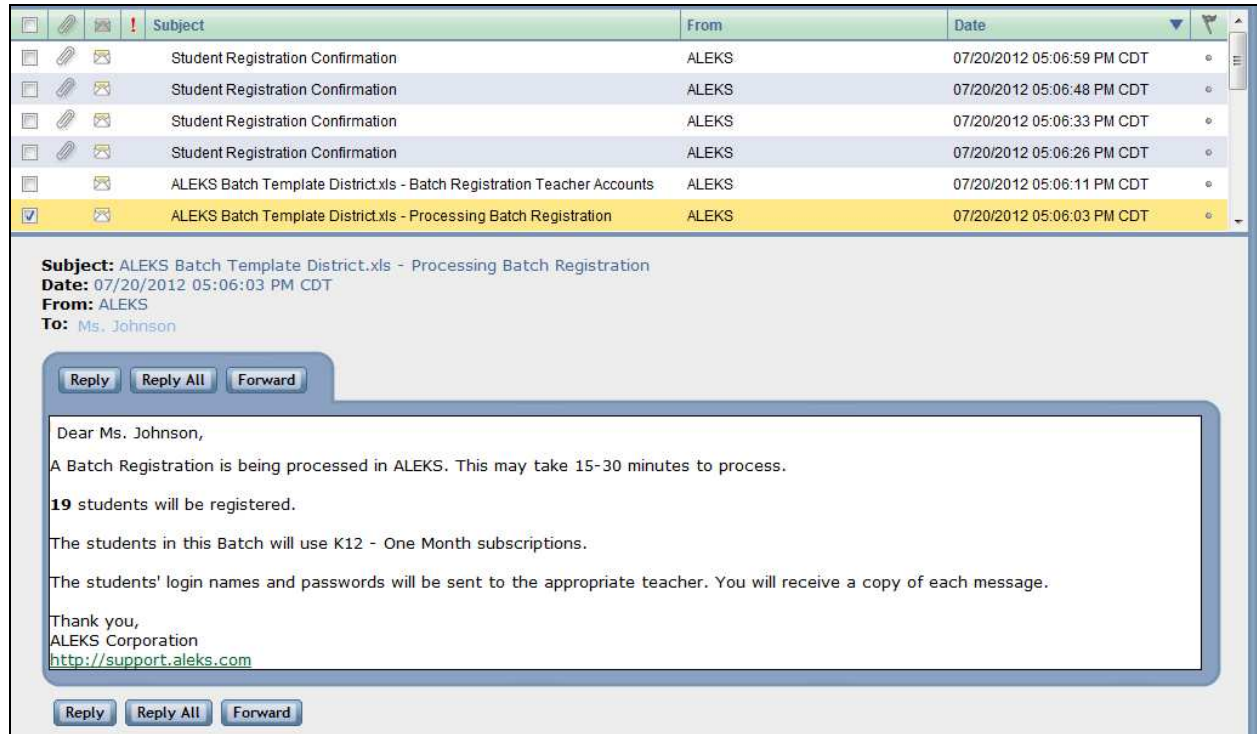 ! Subject From Date
Student Registration Confirmation ALEKS 07/20/2012 05:06:59 PM CDT
Student Registration Confirmation ALEKS 07/20/2012 05:06:48 PM CDT
Student Registration Confirmation ALEKS 07/20/2012 05:06:33 PM CDT
Student Registration Confirmation ALEKS 07/20/2012 05:06:26 PM CDT
ALEKS Batch Template District.xls - Batch Registration Teacher Accounts ALEKS 07/20/2012 05:06:11 PM CDT
ALEKS Batch Template District.xls - Processing Batch Registration ALEKS 07/20/2012 05:06:03 PM CDT
Subject: ALEKS Batch Template District.xls - Processing Batch Registration
Date: 07/20/2012 05:06:03 PM CDT
From: ALEKS
To: Ms. Johnson
Reply Reply All Forward
Dear Ms. Johnson,
A Batch Registration is being processed in ALEKS. This may take 15-30 minutes to process.
19 students will be registered.
The students in this Batch will use K12 - One Month subscriptions.
The students' login names and passwords will be sent to the appropriate teacher. You will receive a copy of each message.
Thank you,
ALEKS Corporation
http://support.aleks.com
Reply Reply All Forward